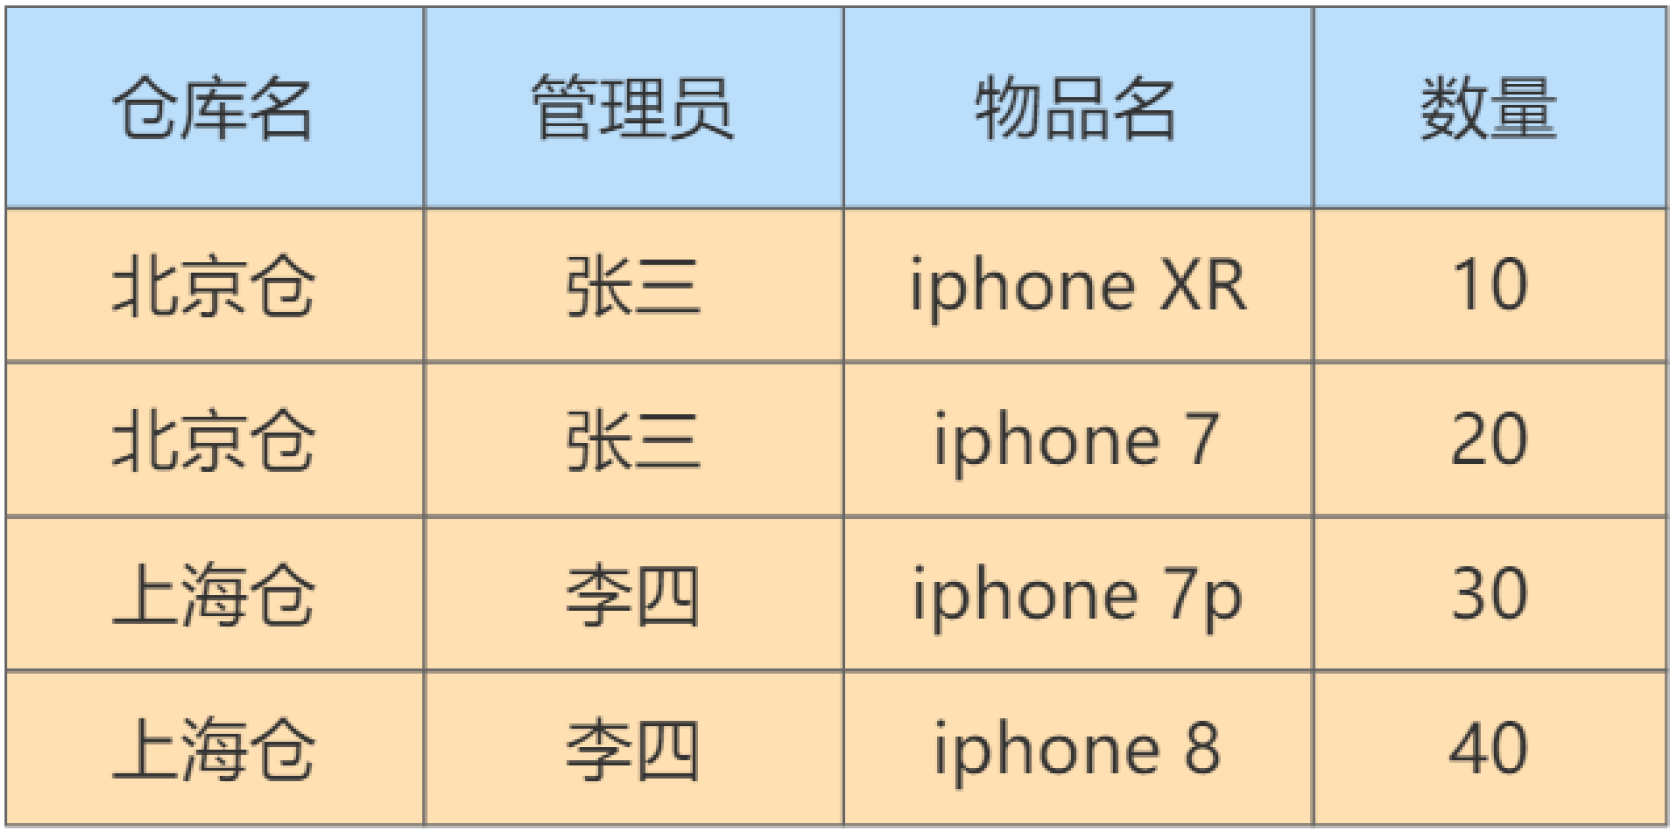 仓库名 管理员 物品名 数量
北京仓 张三 iphone XR 10
北京仓 张三 iphone 7 20
上海仓 李四 iphone 7p 30
上海仓 李四 iphone 8 40